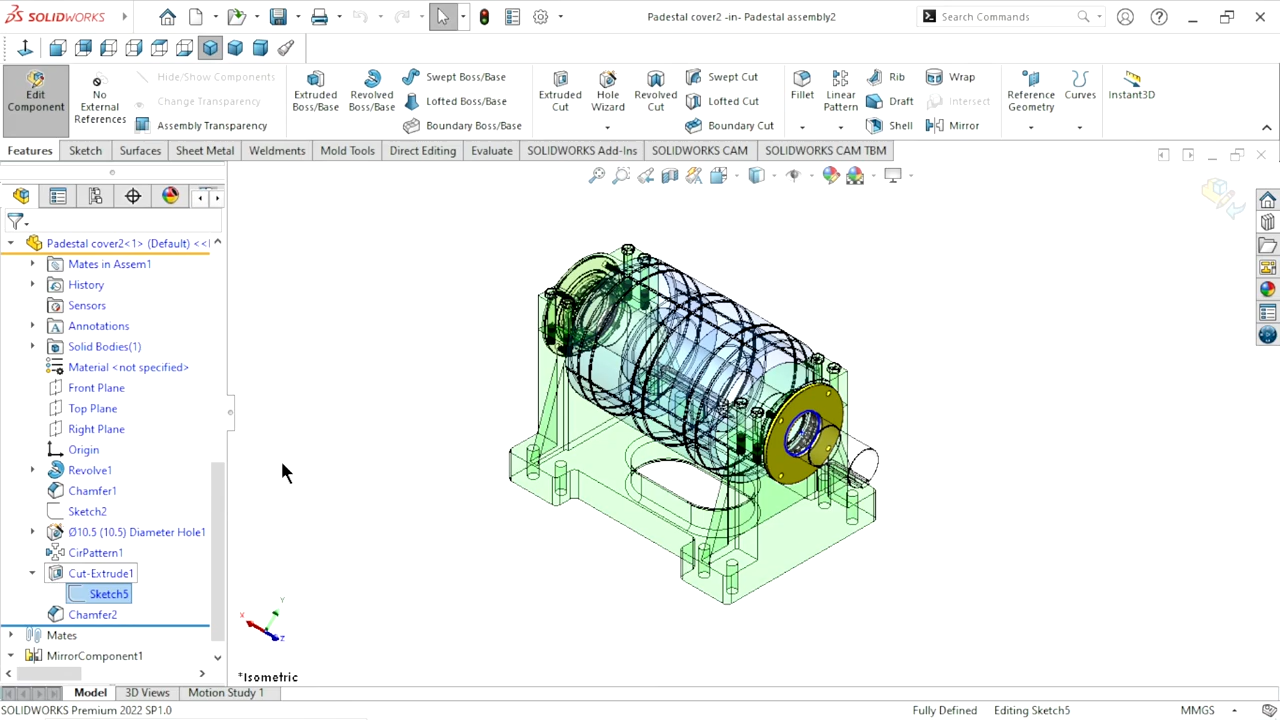 SOLIDWORKS
Padestal cover2 -in- Padestal assembly2
Search Commands
Edit Component
No External References
Hide/Show Components
Change Transparency
Assembly Transparency
Extruded Boss/Base
Revolved Boss/Base
Swept Boss/Base
Lofted Boss/Base
Boundary Boss/Base
Extruded Cut
Hole Wizard
Revolved Cut
Swept Cut
Lofted Cut
Boundary Cut
Fillet
Linear Pattern
Rib
Draft
Shell
Wrap
Intersect
Mirror
Reference Geometry
Curves
Instant3D
Features
Sketch
Surfaces
Sheet Metal
Weldments
Mold Tools
Direct Editing
Evaluate
SOLIDWORKS Add-Ins
SOLIDWORKS CAM
SOLIDWORKS CAM TBM
Padestal cover2<1> (Default) <<
Mates in Assem1
History
Sensors
Annotations
Solid Bodies(1)
Material <not specified>
Front Plane
Top Plane
Right Plane
Origin
Revolve1
Chamfer1
Sketch2
Ø10.5 (10.5) Diameter Hole1
CirPattern1
Cut-Extrude1
Sketch5
Chamfer2
Mates
MirrorComponent1
Y
X
Z
*Isometric
Model
3D Views
Motion Study 1
SOLIDWORKS Premium 2022 SP1.0
Fully Defined
Editing Sketch5
MMGS